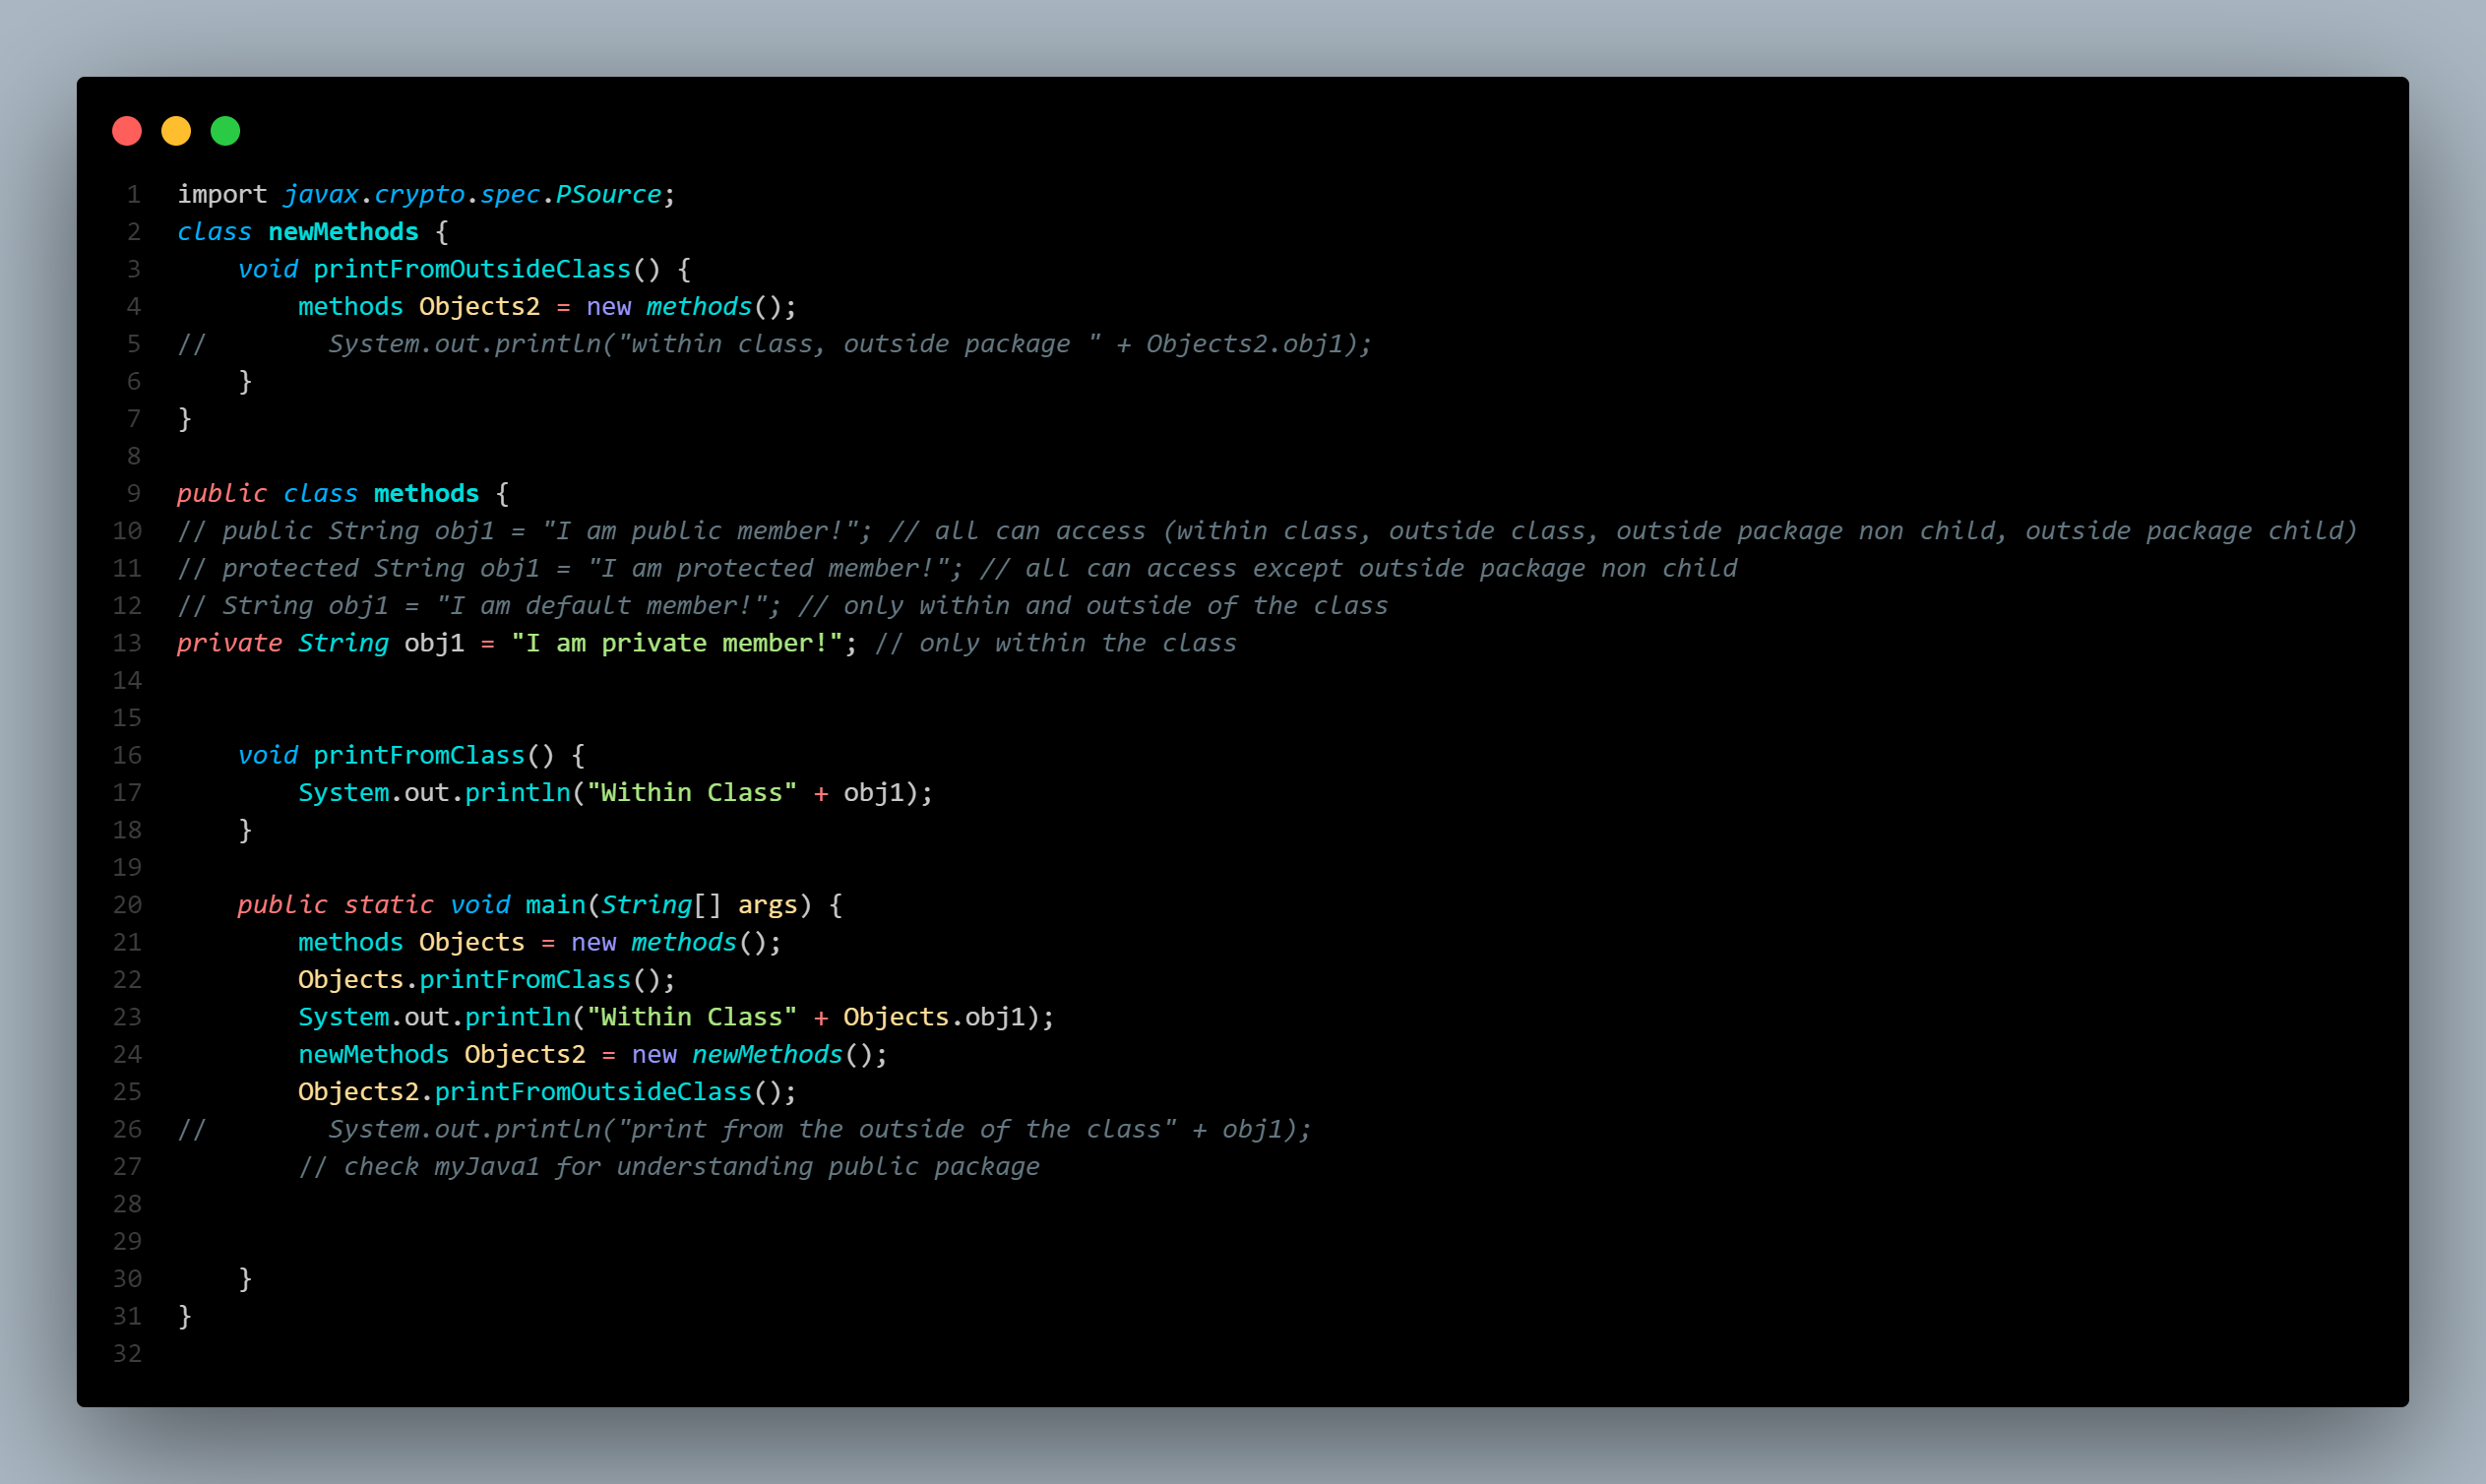 1 import javax.crypto.spec.PSource;
2 class newMethods {
3     void printFromOutsideClass() {
4         methods Objects2 = new methods();
5 //        System.out.println("within class, outside package " + Objects2.obj1);
6     }
7 }
8
9 public class methods {
10 // public String obj1 = "I am public member!"; // all can access (within class, outside class, outside package non child, outside package child)
11 // protected String obj1 = "I am protected member!"; // all can access except outside package non child
12 // String obj1 = "I am default member!"; // only within and outside of the class
13 private String obj1 = "I am private member!"; // only within the class
14
15
16     void printFromClass() {
17         System.out.println("Within Class" + obj1);
18     }
19
20     public static void main(String[] args) {
21         methods Objects = new methods();
22         Objects.printFromClass();
23         System.out.println("Within Class" + Objects.obj1);
24         newMethods Objects2 = new newMethods();
25         Objects2.printFromOutsideClass();
26 //        System.out.println("print from the outside of the class" + obj1);
27         // check myJava1 for understanding public package
28
29
30     }
31 }
32